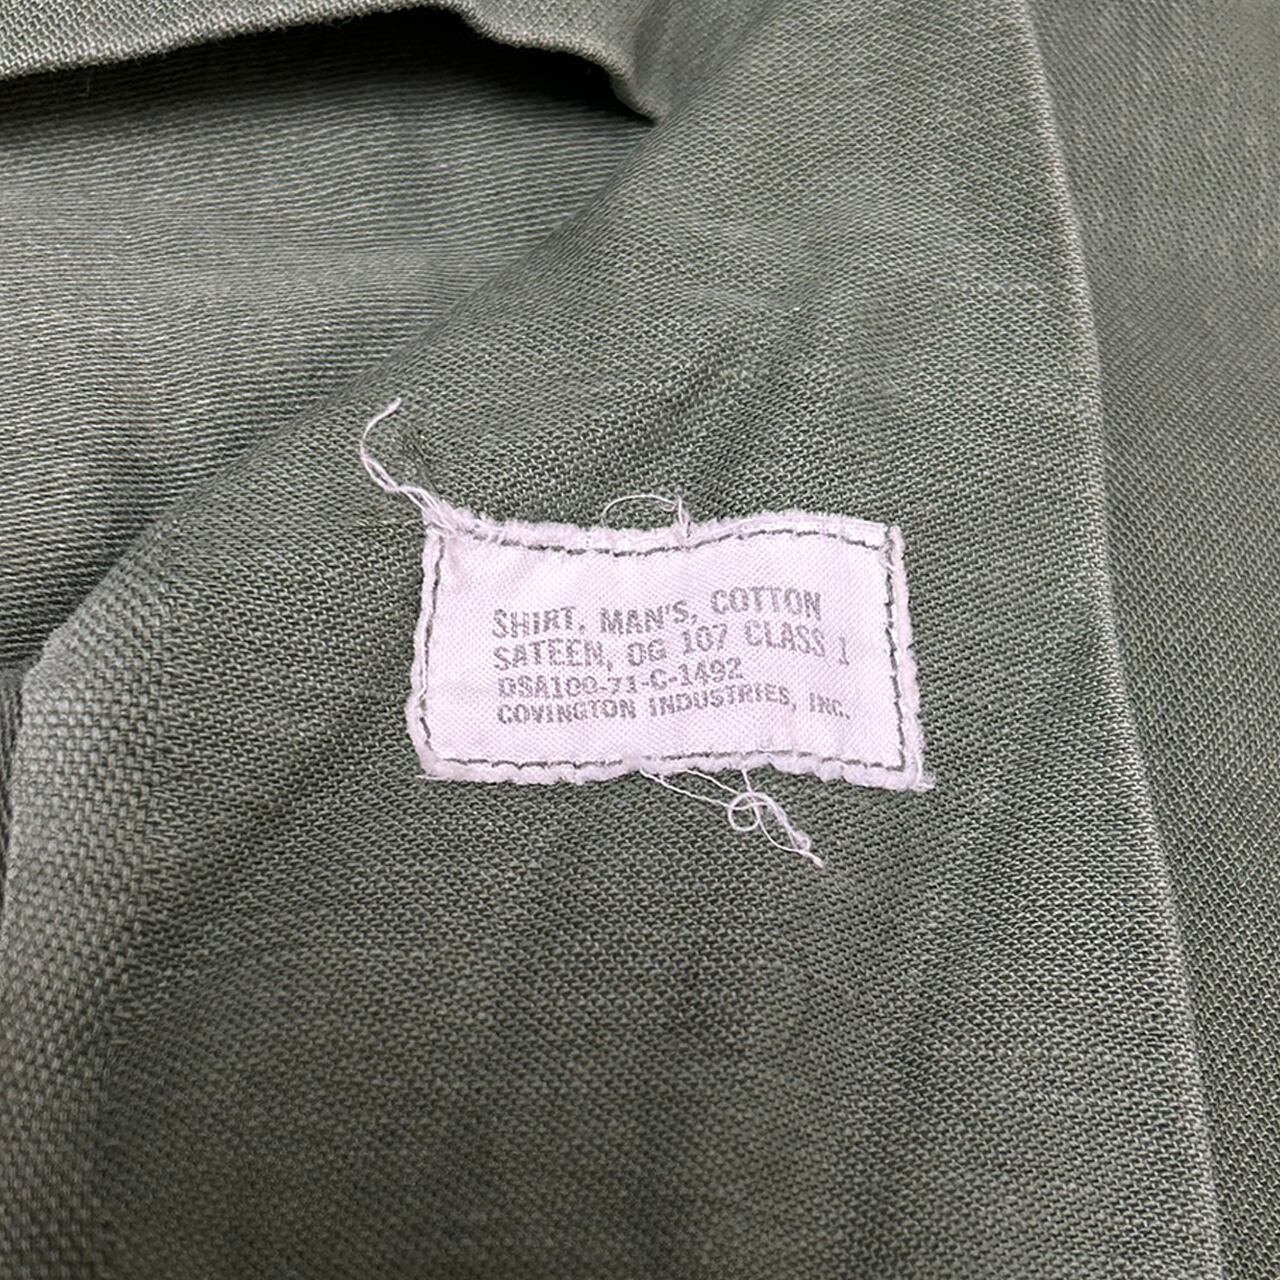 SHIRT, MAN'S, COTTON
SATEEN, OG 107 CLASS 1
DSA100-71-C-1492
COVINGTON INDUSTRIES, INC.